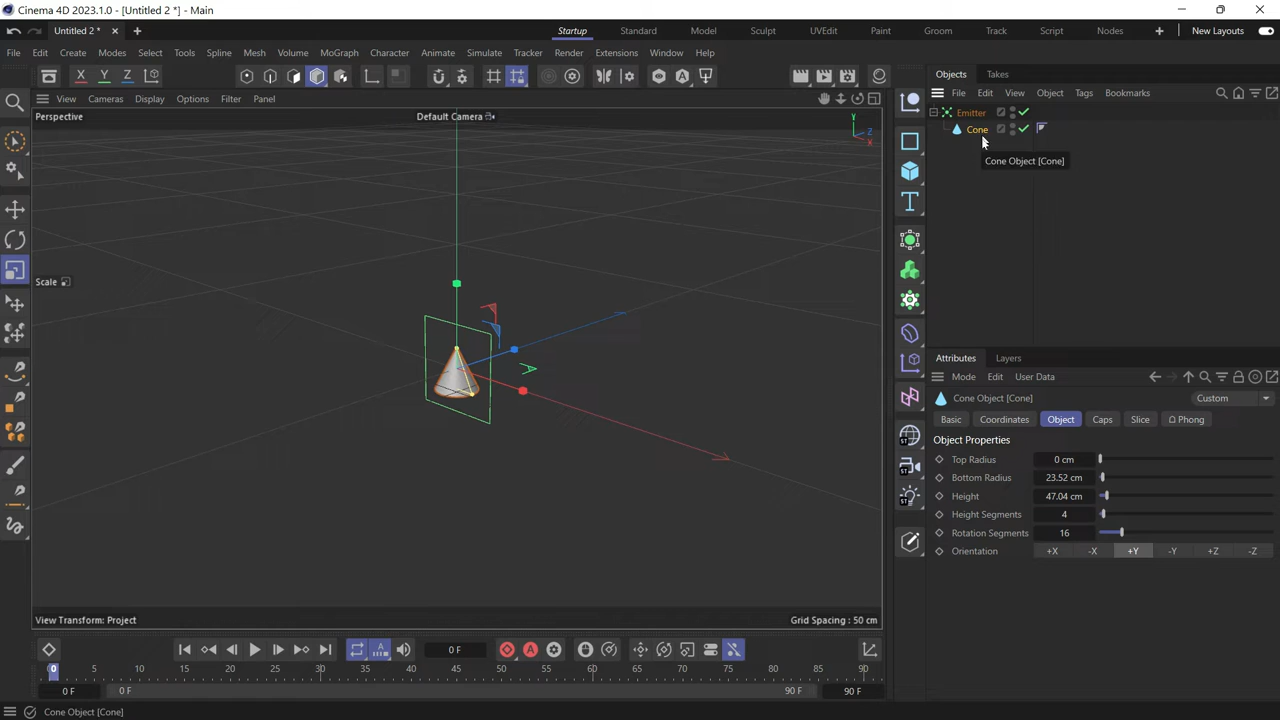 Cinema 4D 2023.1.0 - [Untitled 2 *] - Main
Untitled 2 *
Startup Standard Model Sculpt UVEdit Paint Groom Track Script Nodes New Layouts
File Edit Create Modes Select Tools Spline Mesh Volume MoGraph Character Animate Simulate Tracker Render Extensions Window Help
X Y Z
Objects Takes
File Edit View Object Tags Bookmarks
View Cameras Display Options Filter Panel
Perspective
Default Camera
Y
Z
X
Emitter
Cone
Cone Object [Cone]
Scale
Attributes Layers
Mode Edit User Data
Cone Object [Cone]
Custom
Basic Coordinates Object Caps Slice Phong
Object Properties
Top Radius 0 cm
Bottom Radius 23.52 cm
Height 47.04 cm
Height Segments 4
Rotation Segments 16
Orientation +X -X +Y -Y +Z -Z
ST
ST
ST
View Transform: Project
Grid Spacing : 50 cm
0 F
0 5 10 15 20 25 30 35 40 45 50 55 60 65 70 75 80 85 90
0 F 0 F 90 F 90 F
Cone Object [Cone]